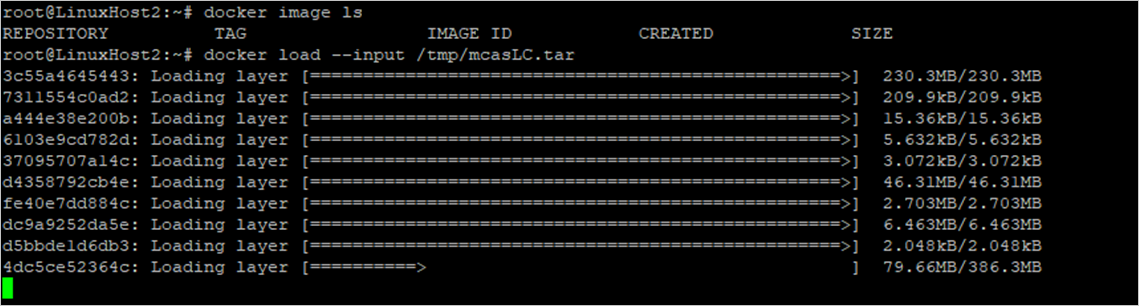 root@LinuxHost2:~# docker image ls
REPOSITORY          TAG                 IMAGE ID            CREATED             SIZE
root@LinuxHost2:~# docker load --input /tmp/mcasLC.tar
3c55a4645443: Loading layer [==================================================>]  230.3MB/230.3MB
7311554c0ad2: Loading layer [==================================================>]  209.9kB/209.9kB
a444e38e200b: Loading layer [==================================================>]  15.36kB/15.36kB
6103e9cd782d: Loading layer [==================================================>]  5.632kB/5.632kB
37095707a14c: Loading layer [==================================================>]  3.072kB/3.072kB
d4358792cb4e: Loading layer [==================================================>]  46.31MB/46.31MB
fe40e7dd884c: Loading layer [==================================================>]  2.703MB/2.703MB
dc9a9252da5e: Loading layer [==================================================>]  6.463MB/6.463MB
d5bbde1d6db3: Loading layer [==================================================>]  2.048kB/2.048kB
4dc5ce52364c: Loading layer [==========>                                        ]  79.66MB/386.3MB